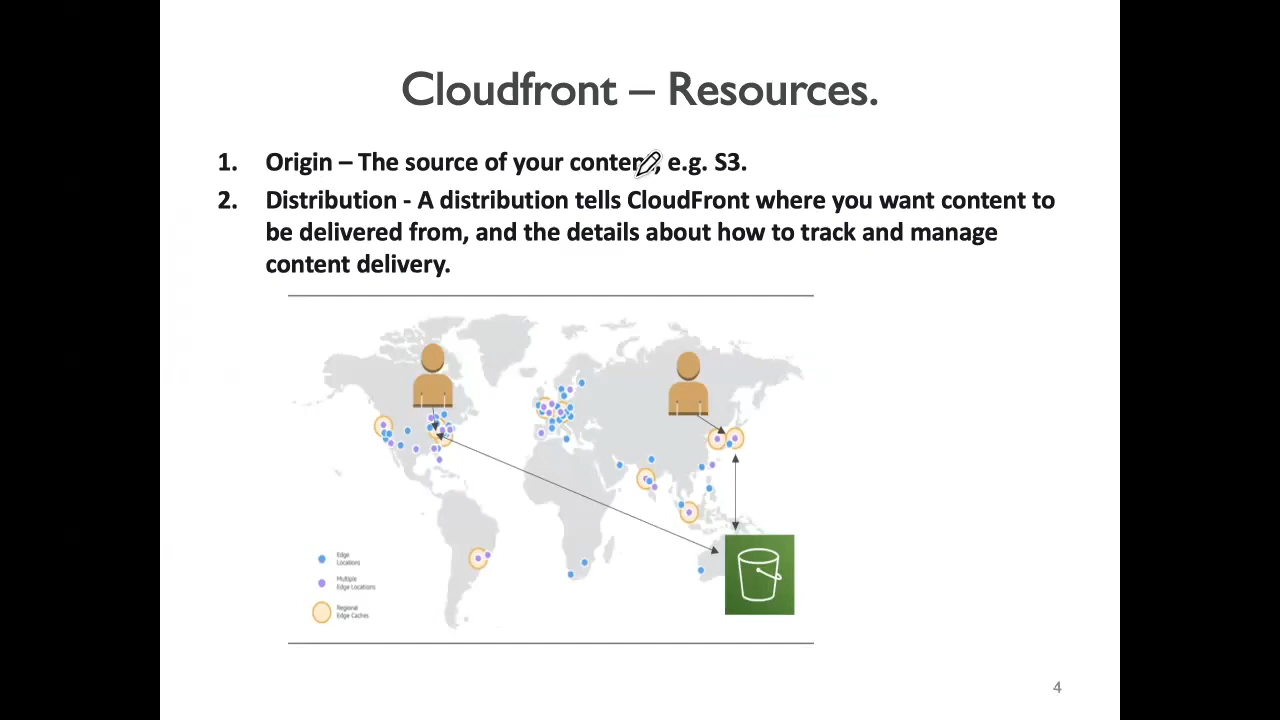 Cloudfront – Resources.
1. Origin – The source of your content, e.g. S3.
2. Distribution - A distribution tells CloudFront where you want content to
be delivered from, and the details about how to track and manage
content delivery.
Edge
Locations
Multiple
Edge Locations
Regional
Edge Caches
4